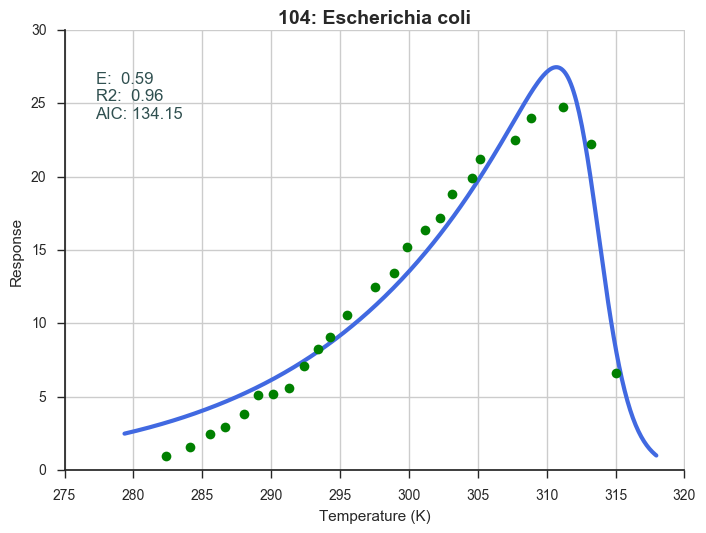 104: Escherichia coli
30
25
20
15
10
5
0
E: 0.59
R2: 0.96
AIC: 134.15
Response
275 280 285 290 295 300 305 310 315 320
Temperature (K)